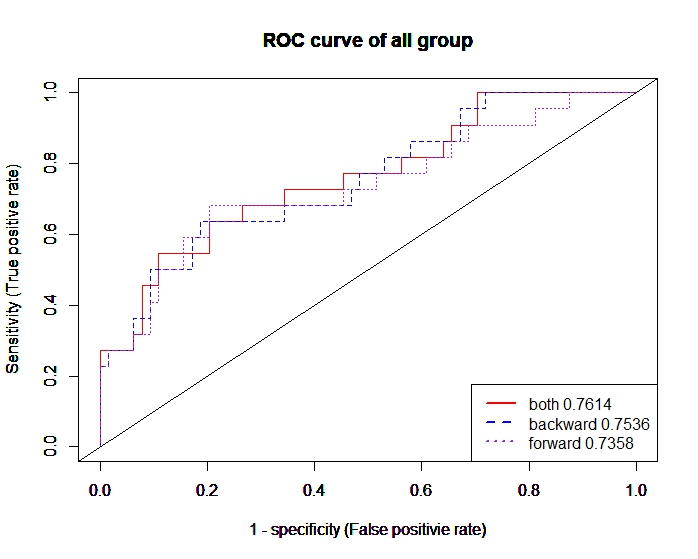 ROC curve of all group
Sensitivity (True positive rate)
1.0
0.8
0.6
0.4
0.2
0.0
both 0.7614
backward 0.7536
forward 0.7358
0.0 0.2 0.4 0.6 0.8 1.0
1 - specificity (False positivie rate)